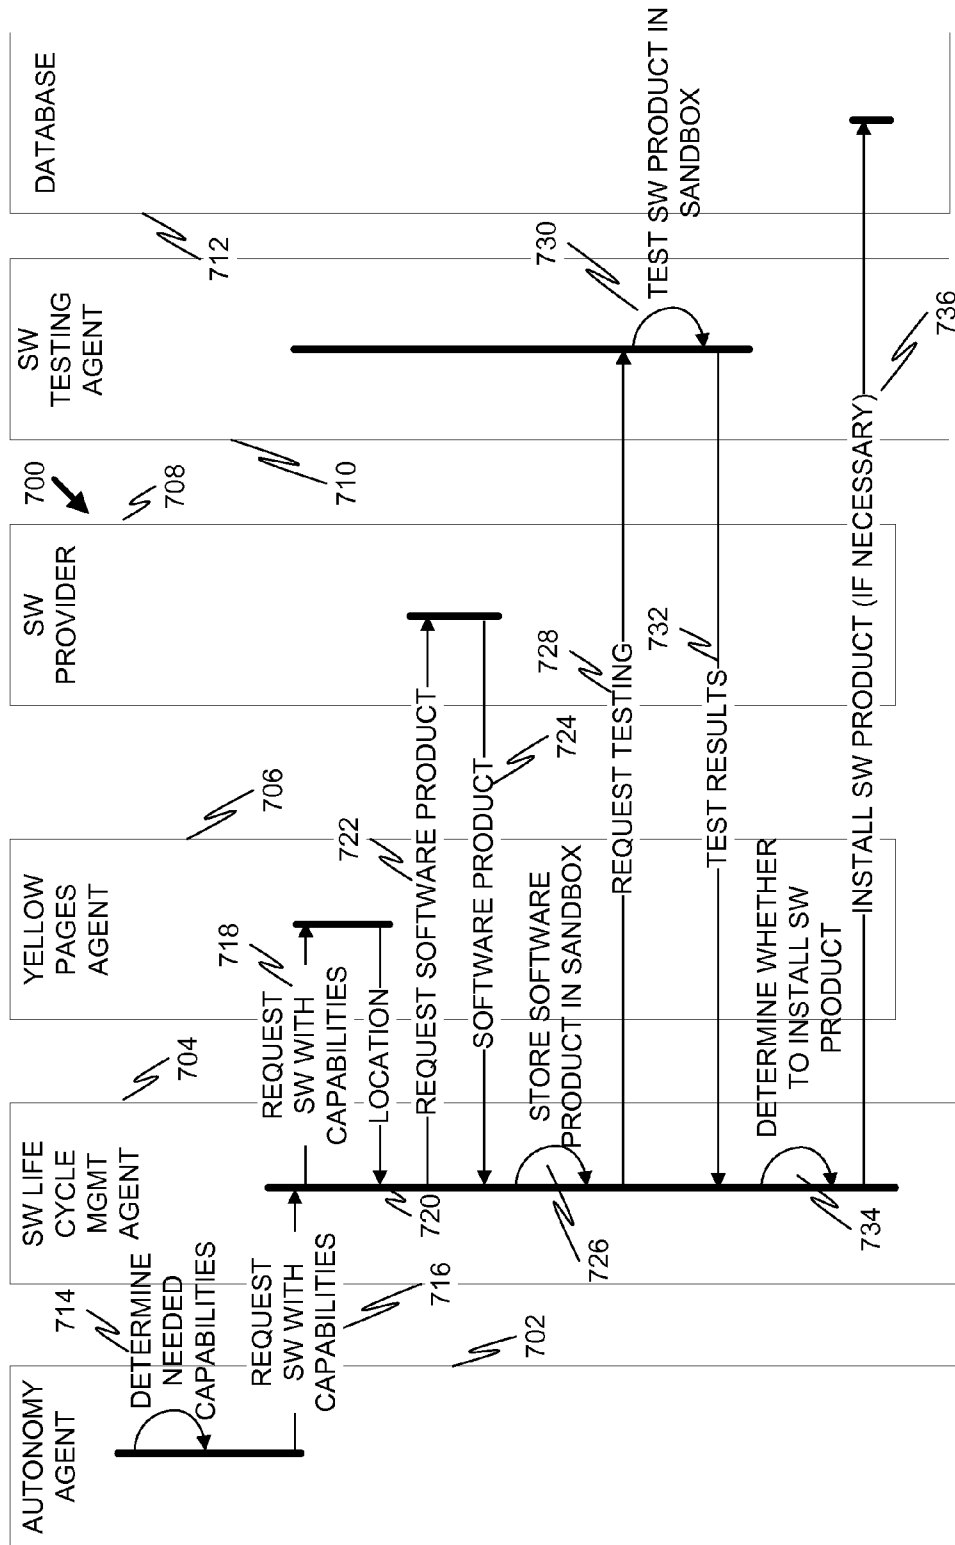 AUTONOMY
AGENT
SW LIFE
CYCLE
MGMT
AGENT
YELLOW
PAGES
AGENT
SW
PROVIDER
SW
TESTING
AGENT
DATABASE
700
702
704
706
708
710
712
714
DETERMINE
NEEDED
CAPABILITIES
REQUEST
SW WITH
CAPABILITIES
716
718
REQUEST
SW WITH
CAPABILITIES
LOCATION
720
722
REQUEST SOFTWARE PRODUCT
SOFTWARE PRODUCT
724
STORE SOFTWARE
PRODUCT IN SANDBOX
726
728
REQUEST TESTING
730
TEST SW PRODUCT IN
SANDBOX
732
TEST RESULTS
DETERMINE WHETHER
TO INSTALL SW
PRODUCT
734
INSTALL SW PRODUCT (IF NECESSARY)
736